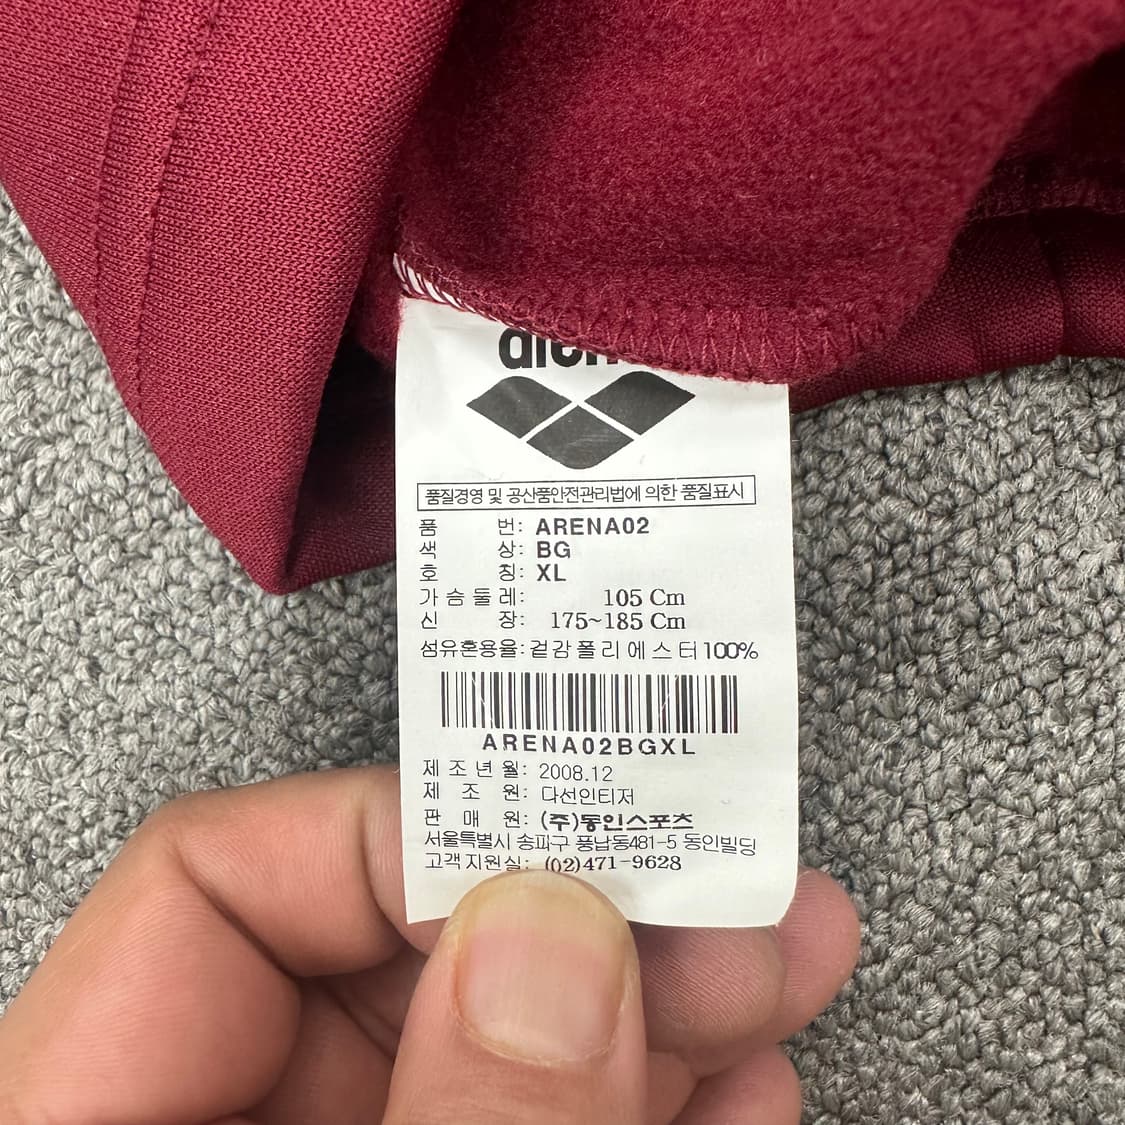 arena
품질경영 및 공산품안전관리법에 의한 품질표시
품 번: ARENA02
색 상: BG
호 칭: XL
가슴둘레: 105 Cm
신 장: 175~185 Cm
섬유혼용율: 겉감폴리에스터100%
ARENA02BGXL
제조년월: 2008.12
제 조 원: 다선인티저
판 매 원: (주)동인스포츠
서울특별시 송파구 풍납동481-5 동인빌딩
고객지원실: (02)471-9628